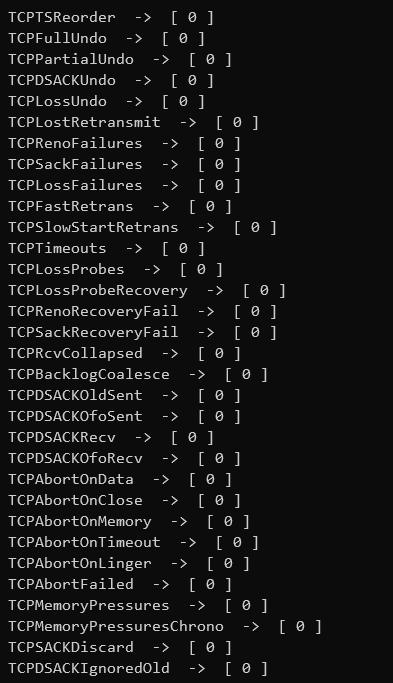 TCPTSReorder  ->  [ 0 ]
TCPFullUndo  ->  [ 0 ]
TCPPartialUndo  ->  [ 0 ]
TCPDSACKUndo  ->  [ 0 ]
TCPLossUndo  ->  [ 0 ]
TCPLostRetransmit  ->  [ 0 ]
TCPRenoFailures  ->  [ 0 ]
TCPSackFailures  ->  [ 0 ]
TCPLossFailures  ->  [ 0 ]
TCPFastRetrans  ->  [ 0 ]
TCPSlowStartRetrans  ->  [ 0 ]
TCPTimeouts  ->  [ 0 ]
TCPLossProbes  ->  [ 0 ]
TCPLossProbeRecovery  ->  [ 0 ]
TCPRenoRecoveryFail  ->  [ 0 ]
TCPSackRecoveryFail  ->  [ 0 ]
TCPRcvCollapsed  ->  [ 0 ]
TCPBacklogCoalesce  ->  [ 0 ]
TCPDSACKOldSent  ->  [ 0 ]
TCPDSACKOfoSent  ->  [ 0 ]
TCPDSACKRecv  ->  [ 0 ]
TCPDSACKOfoRecv  ->  [ 0 ]
TCPAbortOnData  ->  [ 0 ]
TCPAbortOnClose  ->  [ 0 ]
TCPAbortOnMemory  ->  [ 0 ]
TCPAbortOnTimeout  ->  [ 0 ]
TCPAbortOnLinger  ->  [ 0 ]
TCPAbortFailed  ->  [ 0 ]
TCPMemoryPressures  ->  [ 0 ]
TCPMemoryPressuresChrono  ->  [ 0 ]
TCPSACKDiscard  ->  [ 0 ]
TCPDSACKIgnoredOld  ->  [ 0 ]